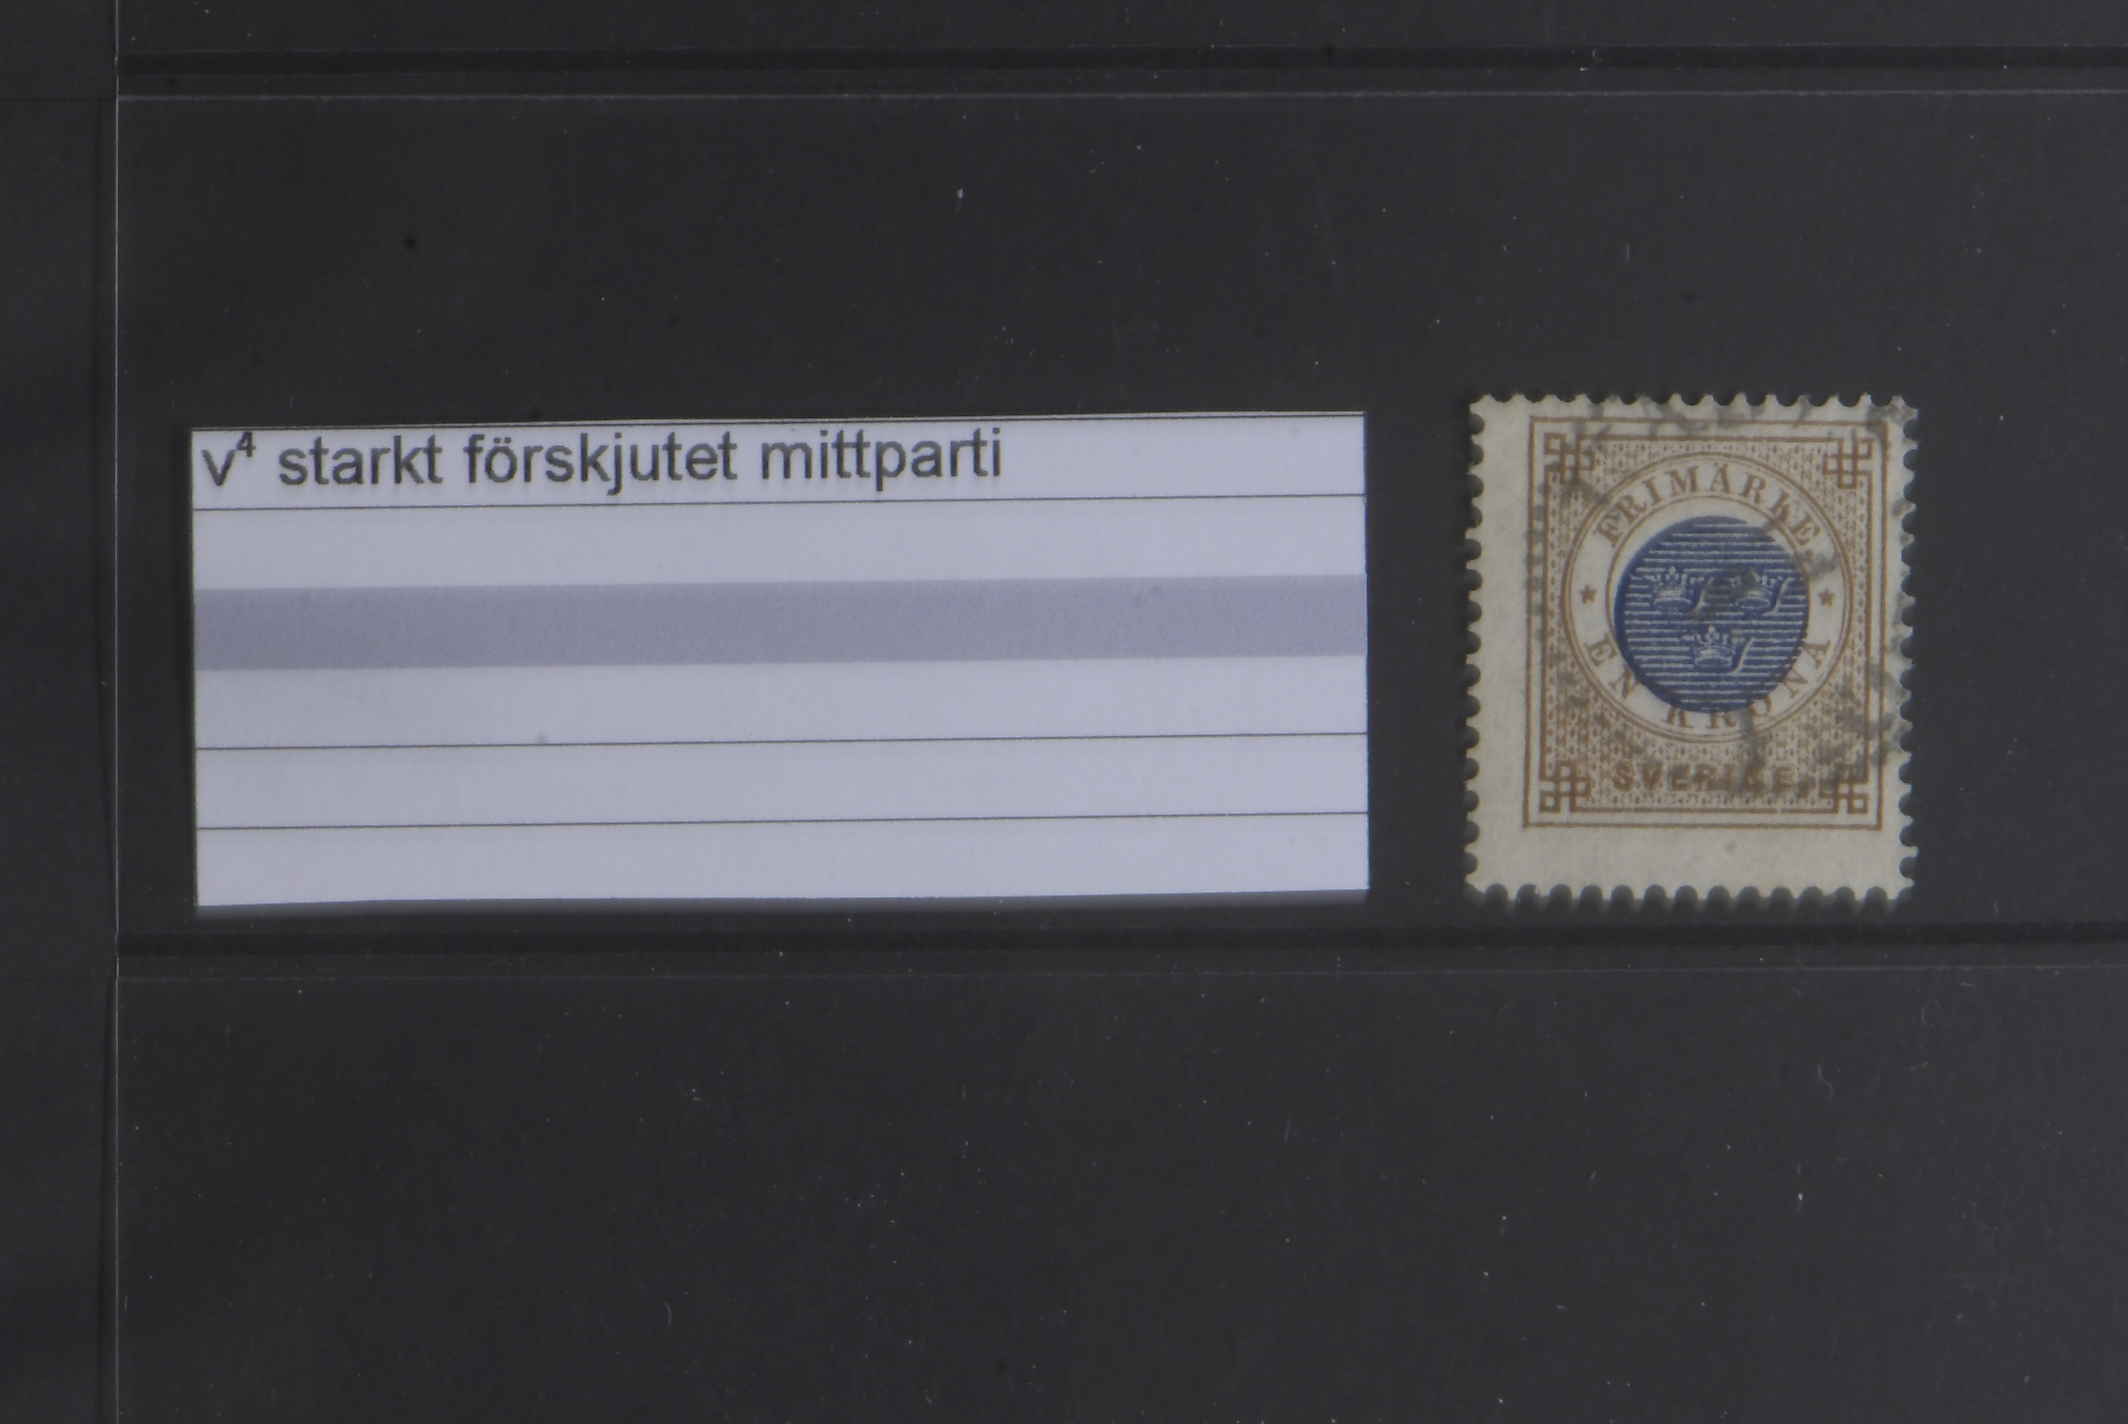 v⁴ starkt förskjutet mittparti
FRIMÄRKE
EN KRONA
SVERIGE